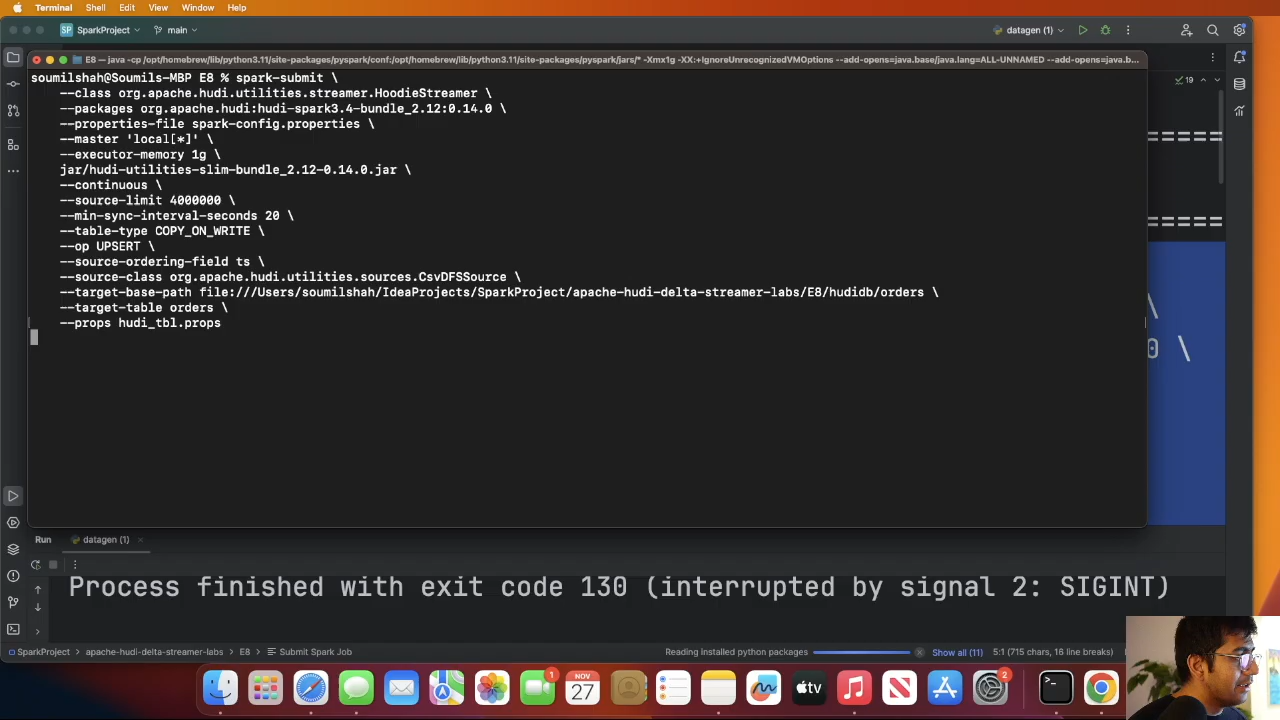 Terminal Shell Edit View Window Help
SP SparkProject main datagen (1)
E8 — java -cp /opt/homebrew/lib/python3.11/site-packages/pyspark/conf:/opt/homebrew/lib/python3.11/site-packages/pyspark/jars/* -Xmx1g -XX:+IgnoreUnrecognizedVMOptions --add-opens=java.base/java.lang=ALL-UNNAMED --add-opens=java.b...
soumilshah@Soumils-MBP E8 % spark-submit \
--class org.apache.hudi.utilities.streamer.HoodieStreamer \
--packages org.apache.hudi:hudi-spark3.4-bundle_2.12:0.14.0 \
--properties-file spark-config.properties \
--master 'local[*]' \
--executor-memory 1g \
jar/hudi-utilities-slim-bundle_2.12-0.14.0.jar \
--continuous \
--source-limit 4000000 \
--min-sync-interval-seconds 20 \
--table-type COPY_ON_WRITE \
--op UPSERT \
--source-ordering-field ts \
--source-class org.apache.hudi.utilities.sources.CsvDFSSource \
--target-base-path file:///Users/soumilshah/IdeaProjects/SparkProject/apache-hudi-delta-streamer-labs/E8/hudidb/orders \
--target-table orders \
--props hudi_tbl.props
19
=====
=====
\
0 \
Run datagen (1)
Process finished with exit code 130 (interrupted by signal 2: SIGINT)
SparkProject > apache-hudi-delta-streamer-labs > E8 > Submit Spark Job Reading installed python packages Show all (11) 5:1 (715 chars, 16 line breaks)
1
NOV
27
tv
2